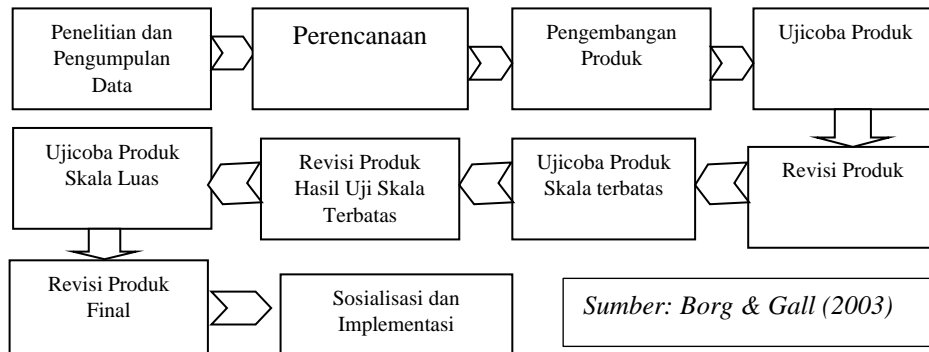 Penelitian dan
Pengumpulan
Data
Perencanaan
Pengembangan
Produk
Ujicoba Produk
Revisi Produk
Ujicoba Produk
Skala terbatas
Revisi Produk
Hasil Uji Skala
Terbatas
Ujicoba Produk
Skala Luas
Revisi Produk
Final
Sosialisasi dan
Implementasi
Sumber: Borg & Gall (2003)